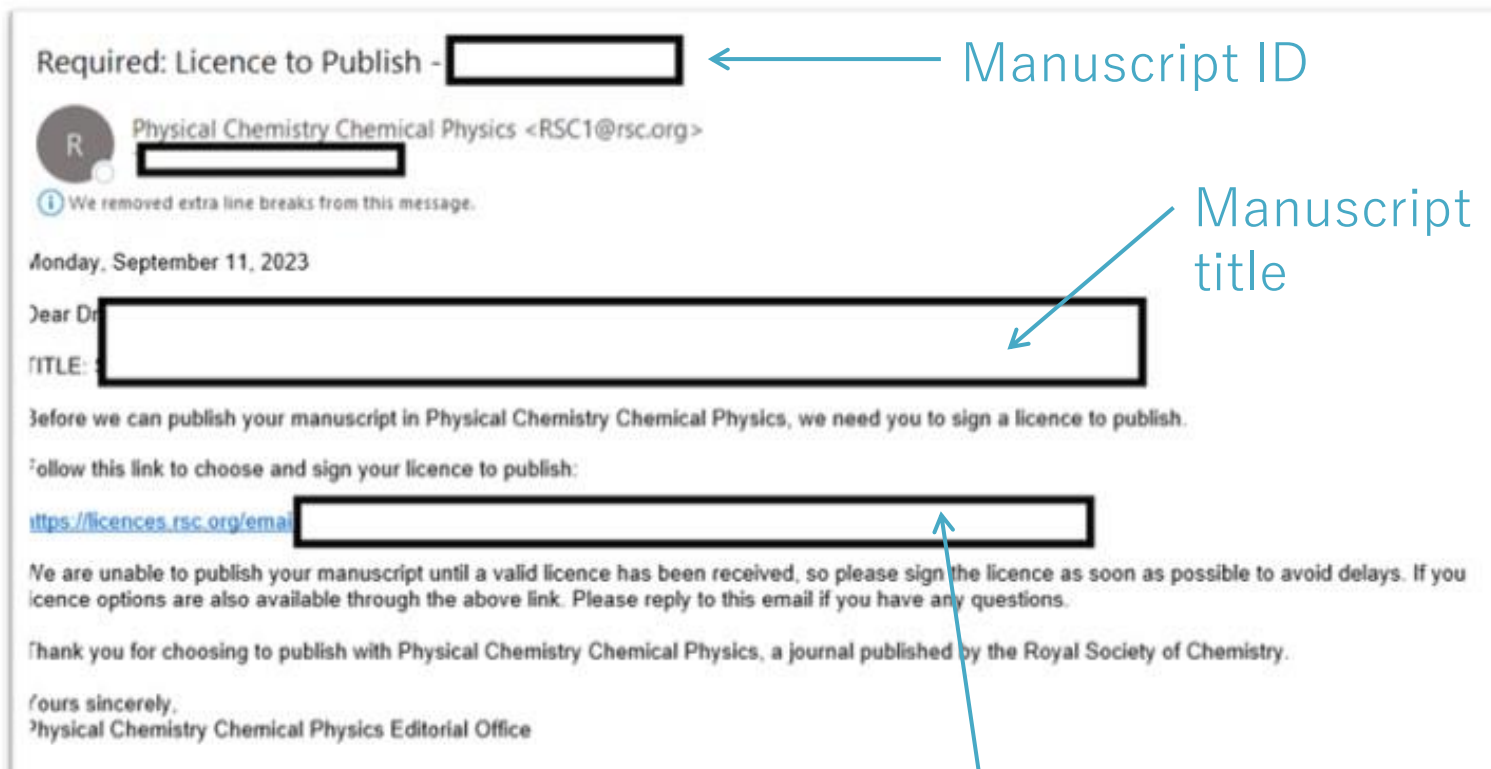 Required: Licence to Publish -
Manuscript ID
R
Physical Chemistry Chemical Physics <RSC1@rsc.org>
We removed extra line breaks from this message.
Manuscript
title
Monday, September 11, 2023
Dear Dr
TITLE:
Before we can publish your manuscript in Physical Chemistry Chemical Physics, we need you to sign a licence to publish.
Follow this link to choose and sign your licence to publish:
https://licences.rsc.org/emai
We are unable to publish your manuscript until a valid licence has been received, so please sign the licence as soon as possible to avoid delays. If you
licence options are also available through the above link. Please reply to this email if you have any questions.
Thank you for choosing to publish with Physical Chemistry Chemical Physics, a journal published by the Royal Society of Chemistry.
Yours sincerely,
Physical Chemistry Chemical Physics Editorial Office